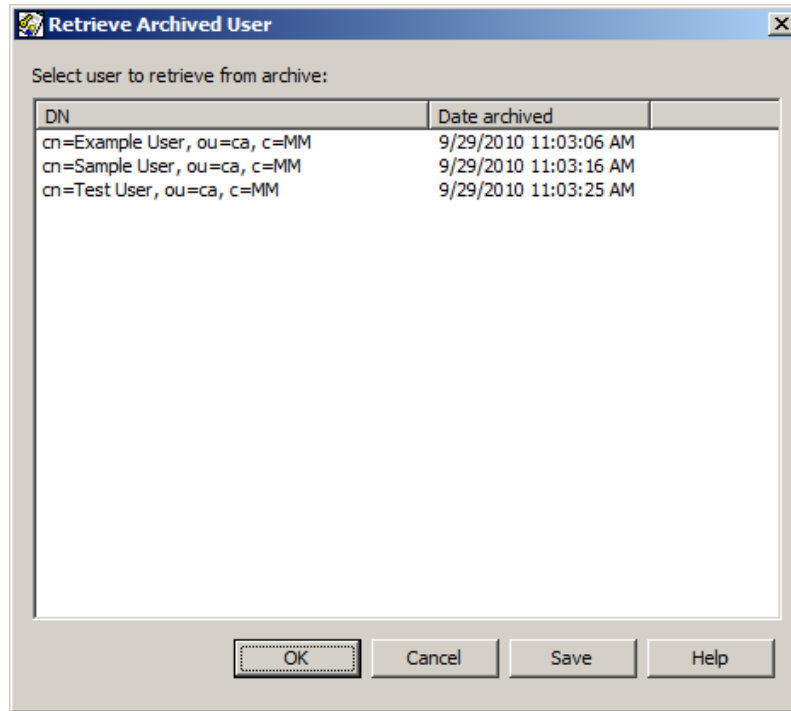 Retrieve Archived User
Select user to retrieve from archive:
DN Date archived
cn=Example User, ou=ca, c=MM 9/29/2010 11:03:06 AM
cn=Sample User, ou=ca, c=MM 9/29/2010 11:03:16 AM
cn=Test User, ou=ca, c=MM 9/29/2010 11:03:25 AM
OK Cancel Save Help